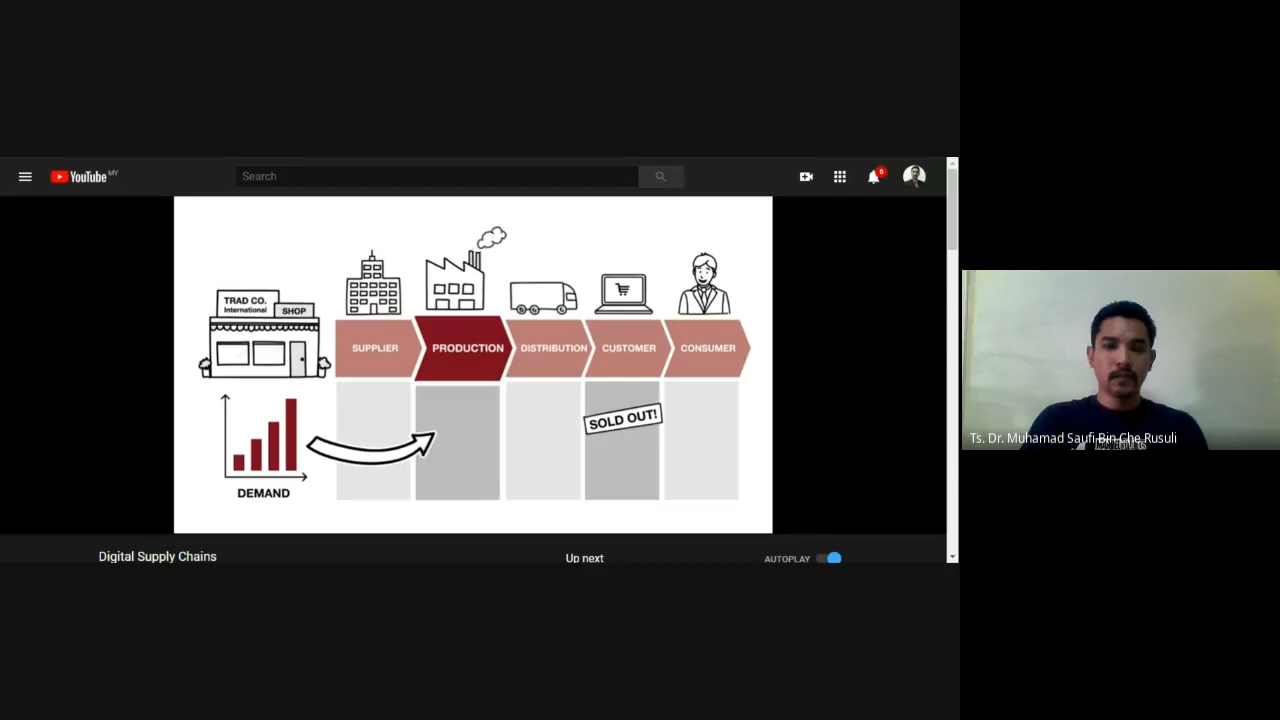 YouTube MY
Search
6
TRAD CO.
International
SHOP
SUPPLIER
PRODUCTION
DISTRIBUTION
CUSTOMER
CONSUMER
SOLD OUT!
DEMAND
Digital Supply Chains
Up next
AUTOPLAY
Ts. Dr. Muhamad Saufi Bin Che Rusuli